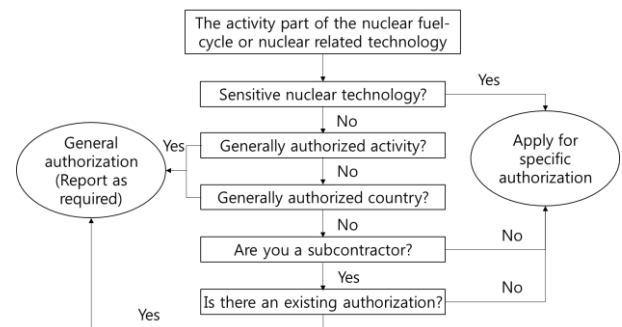 The activity part of the nuclear fuel-
cycle or nuclear related technology
Yes
Sensitive nuclear technology?
No
General
authorization
(Report as
required)
Yes
Generally authorized activity?
Apply for
specific
authorization
No
Generally authorized country?
No
Are you a subcontractor?
No
Yes
Is there an existing authorization?
No
Yes